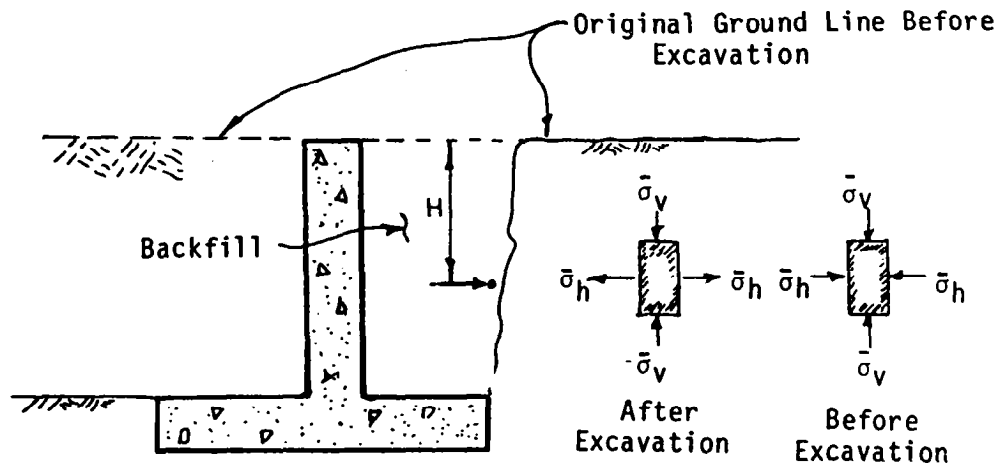 Original Ground Line Before
Excavation
H
Backfill
σ̄v
σ̄h
σ̄h
σ̄v
After
Excavation
σ̄v
σ̄h
σ̄h
σ̄v
Before
Excavation